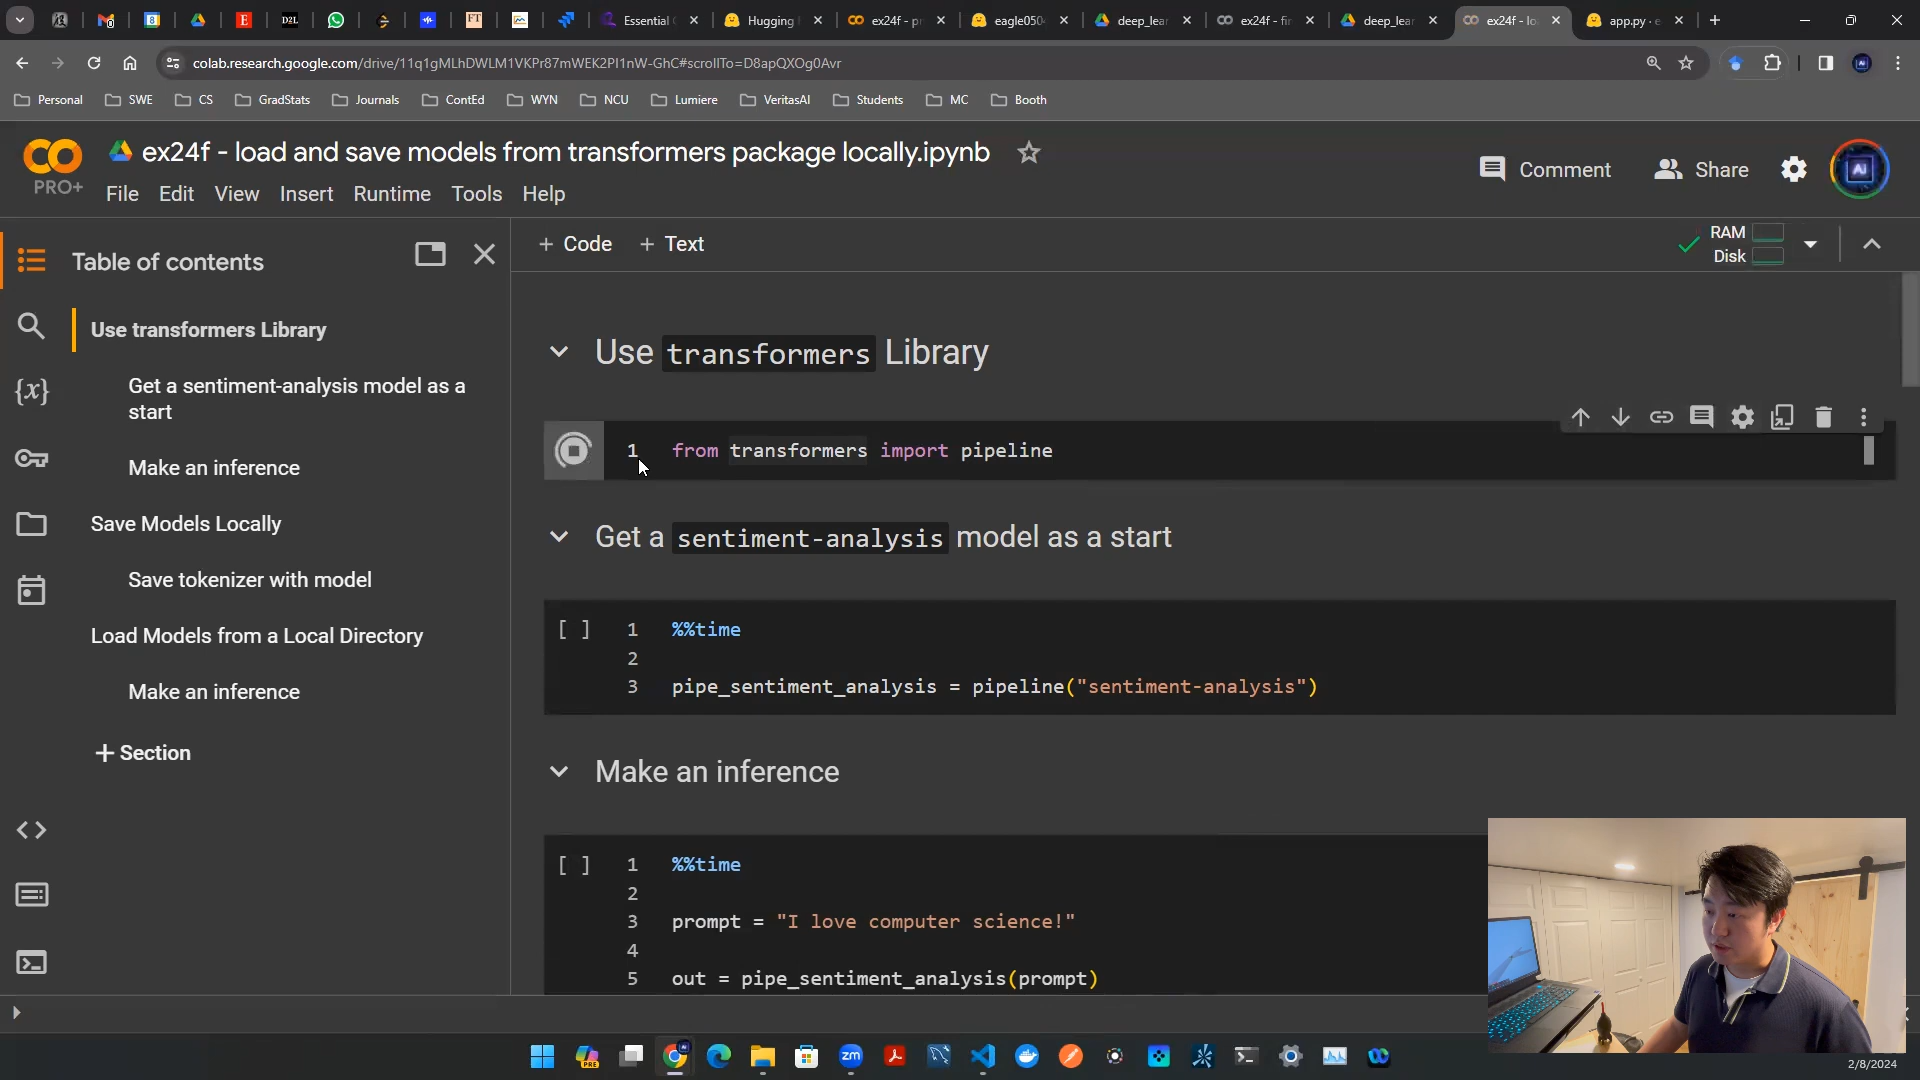 Essential
Hugging
ex24f - p
eagle050
deep_lea
ex24f - fi
deep_lea
ex24f - lo
app.py · e
colab.research.google.com/drive/11q1gMLhDWLM1VKPr87mWEK2PI1nW-GhC#scrollTo=D8apQXOg0Avr
Personal SWE CS GradStats Journals ContEd WYN NCU Lumiere VeritasAI Students MC Booth
PRO+
ex24f - load and save models from transformers package locally.ipynb
Comment Share
File Edit View Insert Runtime Tools Help
+ Code + Text
RAM
Disk
Table of contents
Use transformers Library
Get a sentiment-analysis model as a
start
Make an inference
Save Models Locally
Save tokenizer with model
Load Models from a Local Directory
Make an inference
+ Section
Use transformers Library
1 from transformers import pipeline
Get a sentiment-analysis model as a start
[ ] 1 %%time
2
3 pipe_sentiment_analysis = pipeline("sentiment-analysis")
Make an inference
[ ] 1 %%time
2
3 prompt = "I love computer science!"
4
5 out = pipe_sentiment_analysis(prompt)
2/8/2024